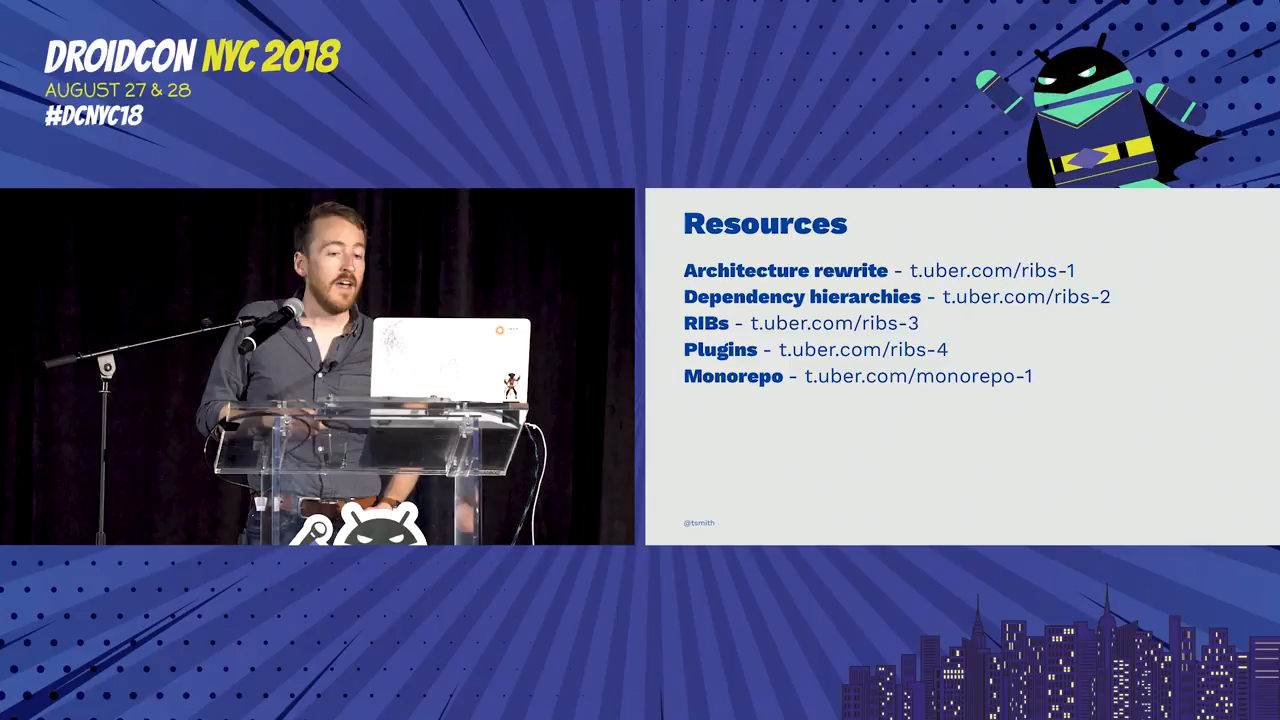 DROIDCON NYC 2018
AUGUST 27 & 28
#DCNYC18
Resources
Architecture rewrite - t.uber.com/ribs-1
Dependency hierarchies - t.uber.com/ribs-2
RIBs - t.uber.com/ribs-3
Plugins - t.uber.com/ribs-4
Monorepo - t.uber.com/monorepo-1
@tsmith